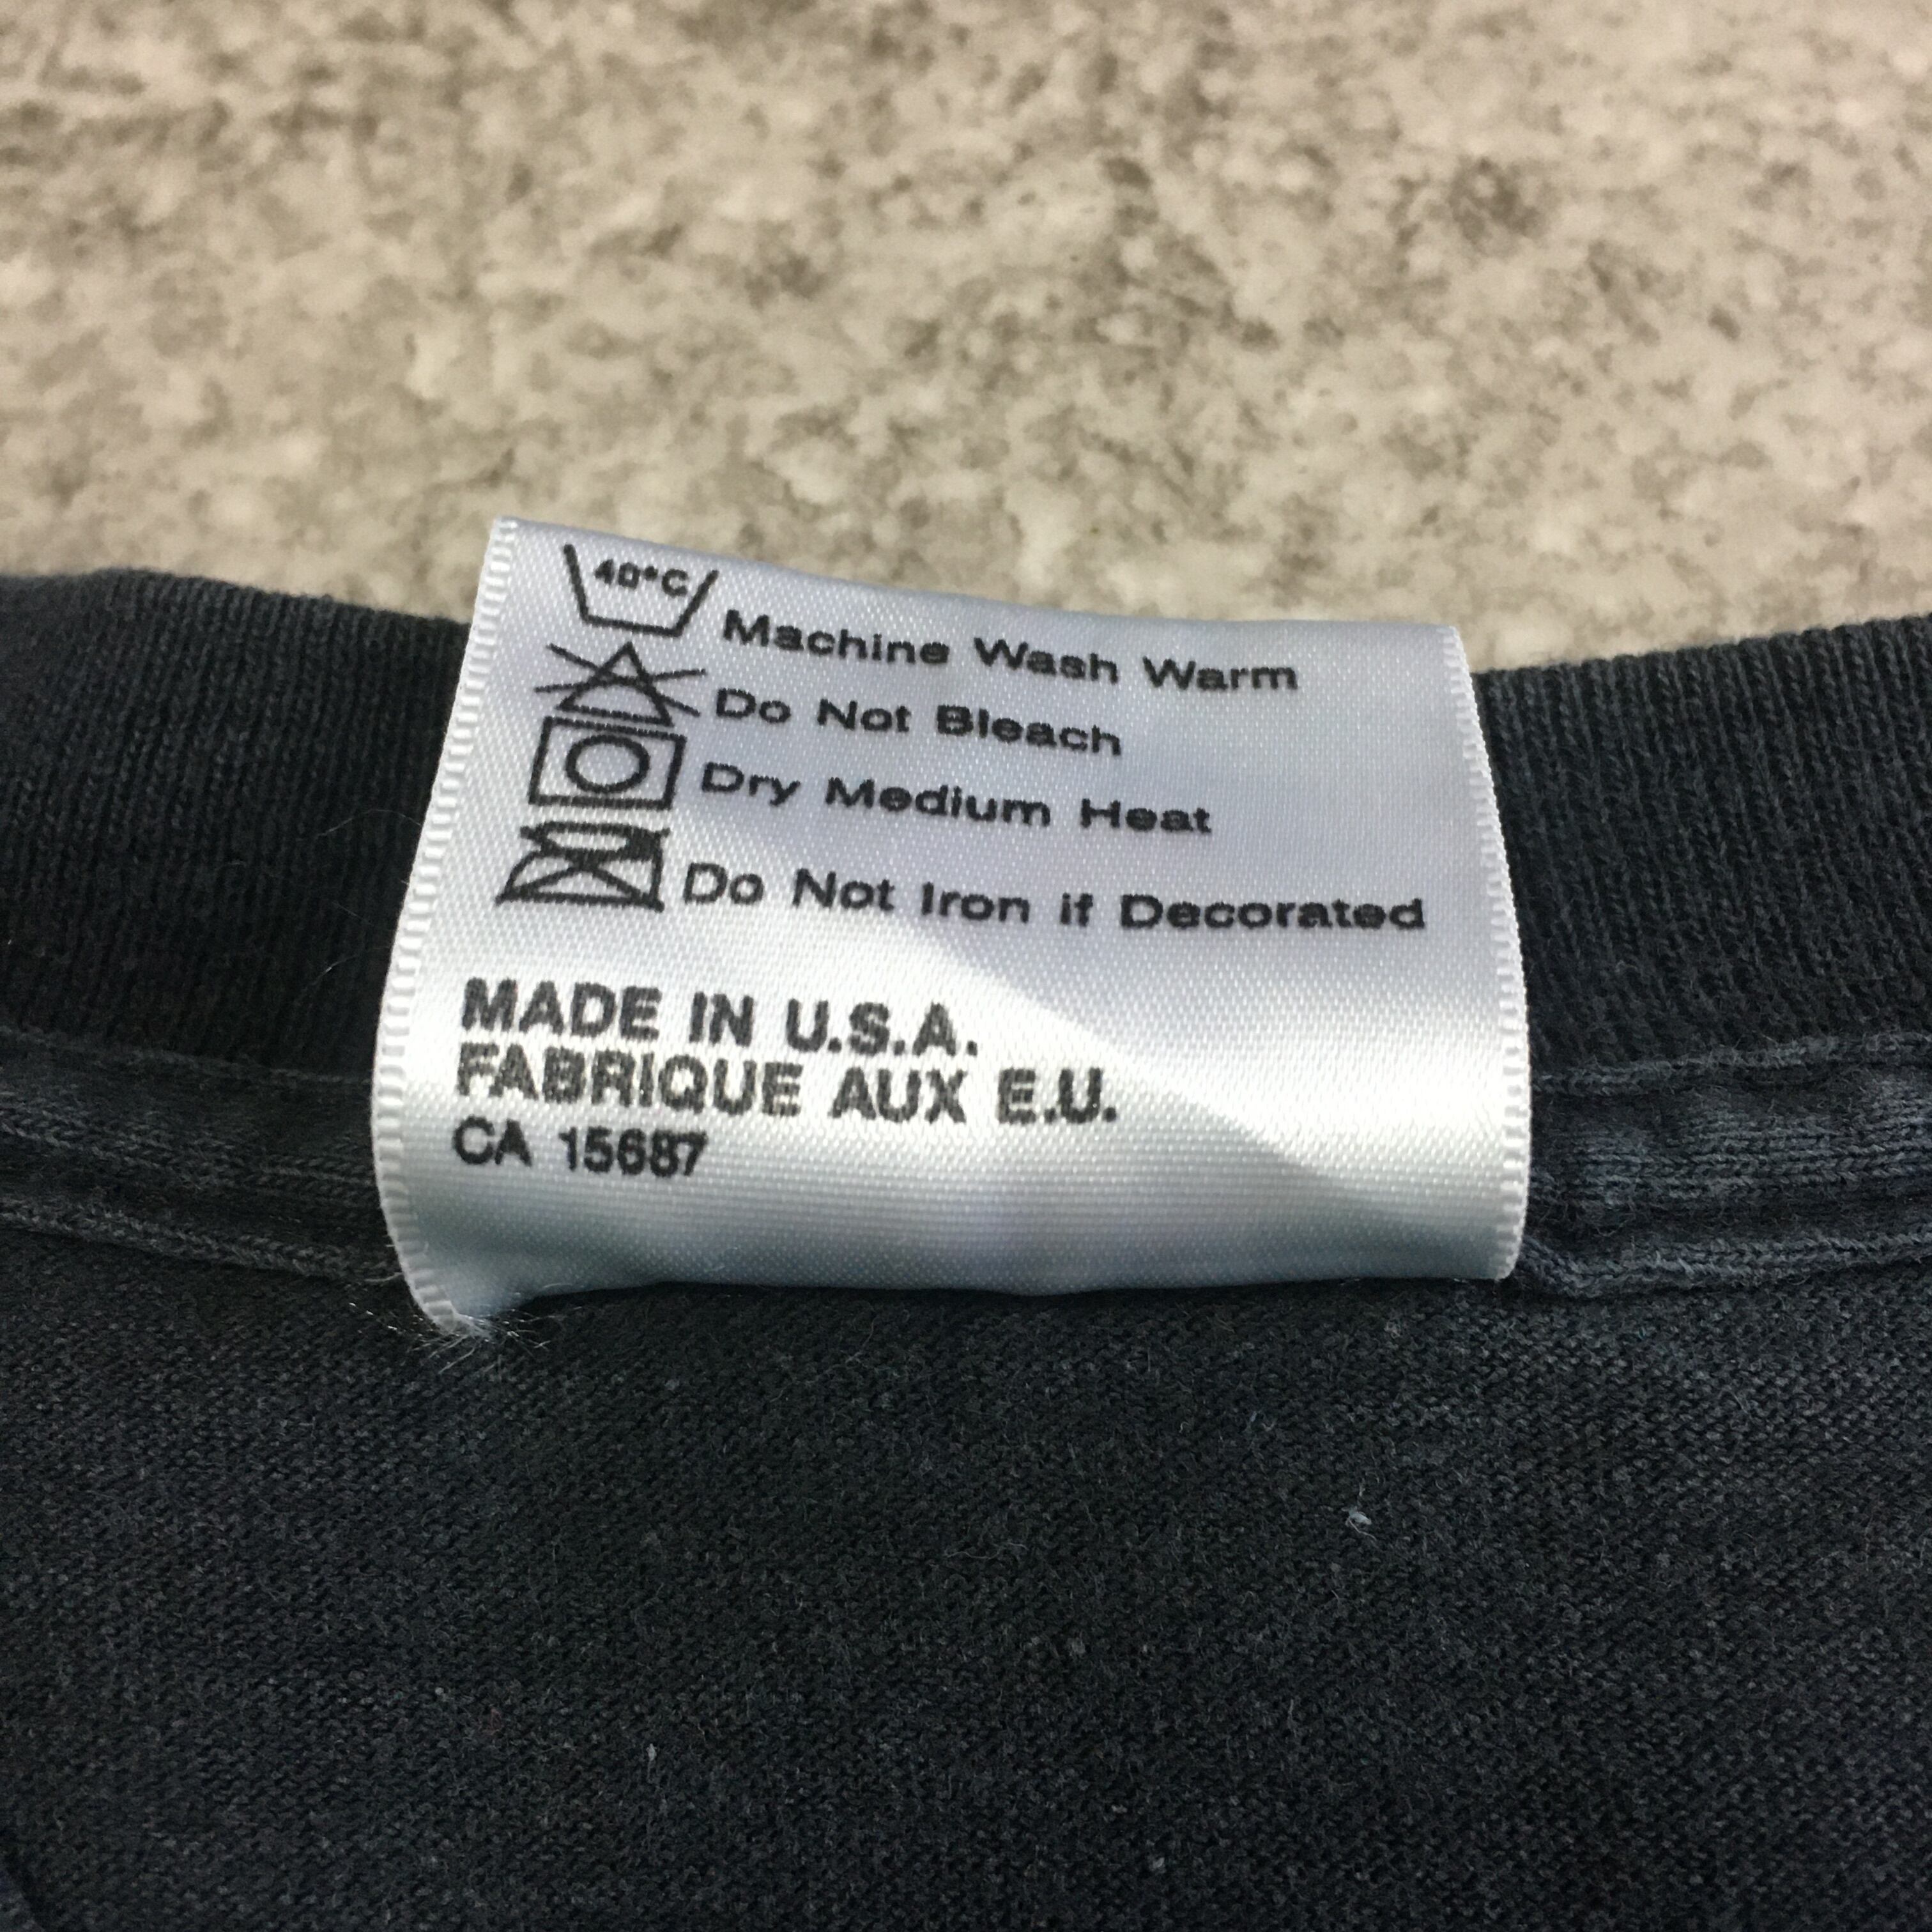 40°C Machine Wash Warm
Do Not Bleach
Dry Medium Heat
Do Not Iron if Decorated
MADE IN U.S.A.
FABRIQUE AUX E.U.
CA 15687